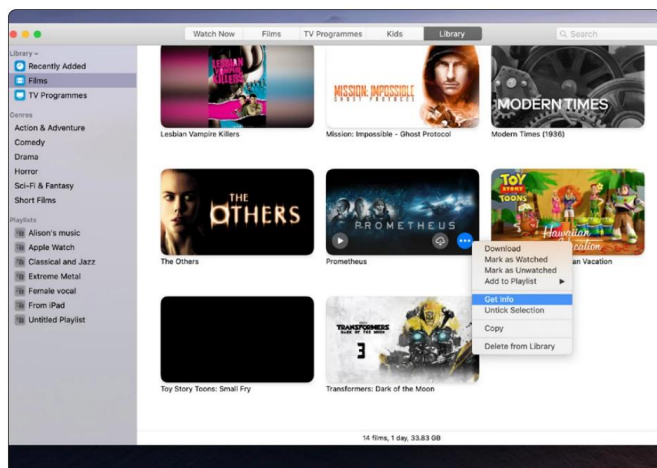 Watch Now
Films
TV Programmes
Kids
Library
Search
Library
Recently Added
Films
TV Programmes
Genres
Action & Adventure
Comedy
Drama
Horror
Sci-Fi & Fantasy
Short Films
Playlists
Alison's music
Apple Watch
Classical and Jazz
Extreme Metal
Female vocal
From iPad
Untitled Playlist
LESBIAN
VAMPIRE
KILLERS
Lesbian Vampire Killers
MISSION: IMPOSSIBLE
GHOST PROTOCOL
Mission: Impossible - Ghost Protocol
MODERN TIMES
Modern Times (1936)
THE
OTHERS
The Others
PROMETHEUS
Prometheus
TOY
STORY
TOONS
Hawaiian
Vacation
an Vacation
Download
Mark as Watched
Mark as Unwatched
Add to Playlist
Get Info
Untick Selection
Copy
Delete from Library
Toy Story Toons: Small Fry
TRANSFORMERS
DARK OF THE MOON
3
Transformers: Dark of the Moon
14 films, 1 day, 33.83 GB